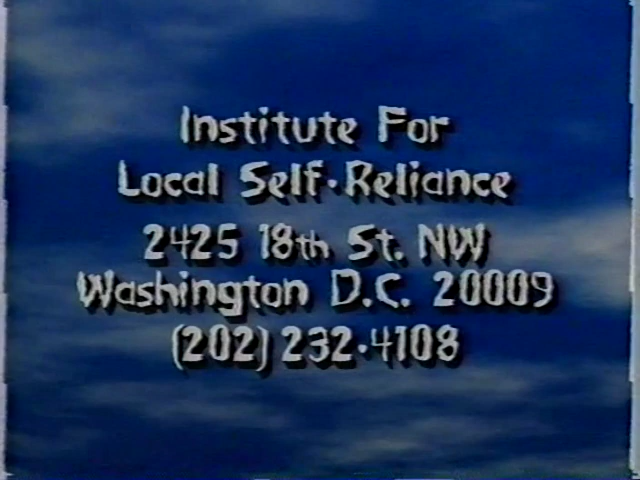 Institute For
Local Self-Reliance
2425 18th St. NW
Washington D.C. 20009
(202) 232-4108